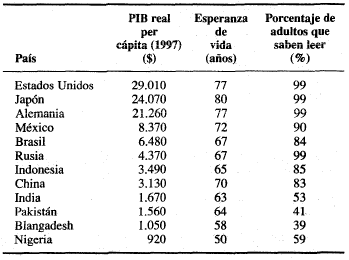 PIB real Esperanza Porcentaje de
per de adultos que
cápita (1997) vida saben leer
País ($) (años) (%)
Estados Unidos 29.010 77 99
Japón 24.070 80 99
Alemania 21.260 77 99
México 8.370 72 90
Brasil 6.480 67 84
Rusia 4.370 67 99
Indonesia 3.490 65 85
China 3.130 70 83
India 1.670 63 53
Pakistán 1.560 64 41
Blangadesh 1.050 58 39
Nigeria 920 50 59